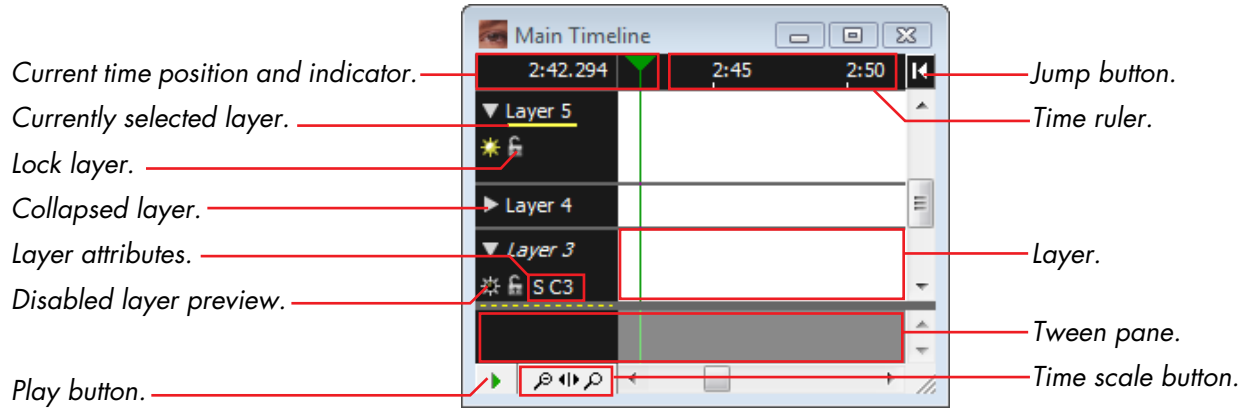 Main Timeline
Current time position and indicator.
2:42.294
2:45
2:50
Jump button.
Currently selected layer.
Layer 5
Time ruler.
Lock layer.
Collapsed layer.
Layer 4
Layer attributes.
Layer 3
Layer.
Disabled layer preview.
S C3
Tween pane.
Play button.
Time scale button.